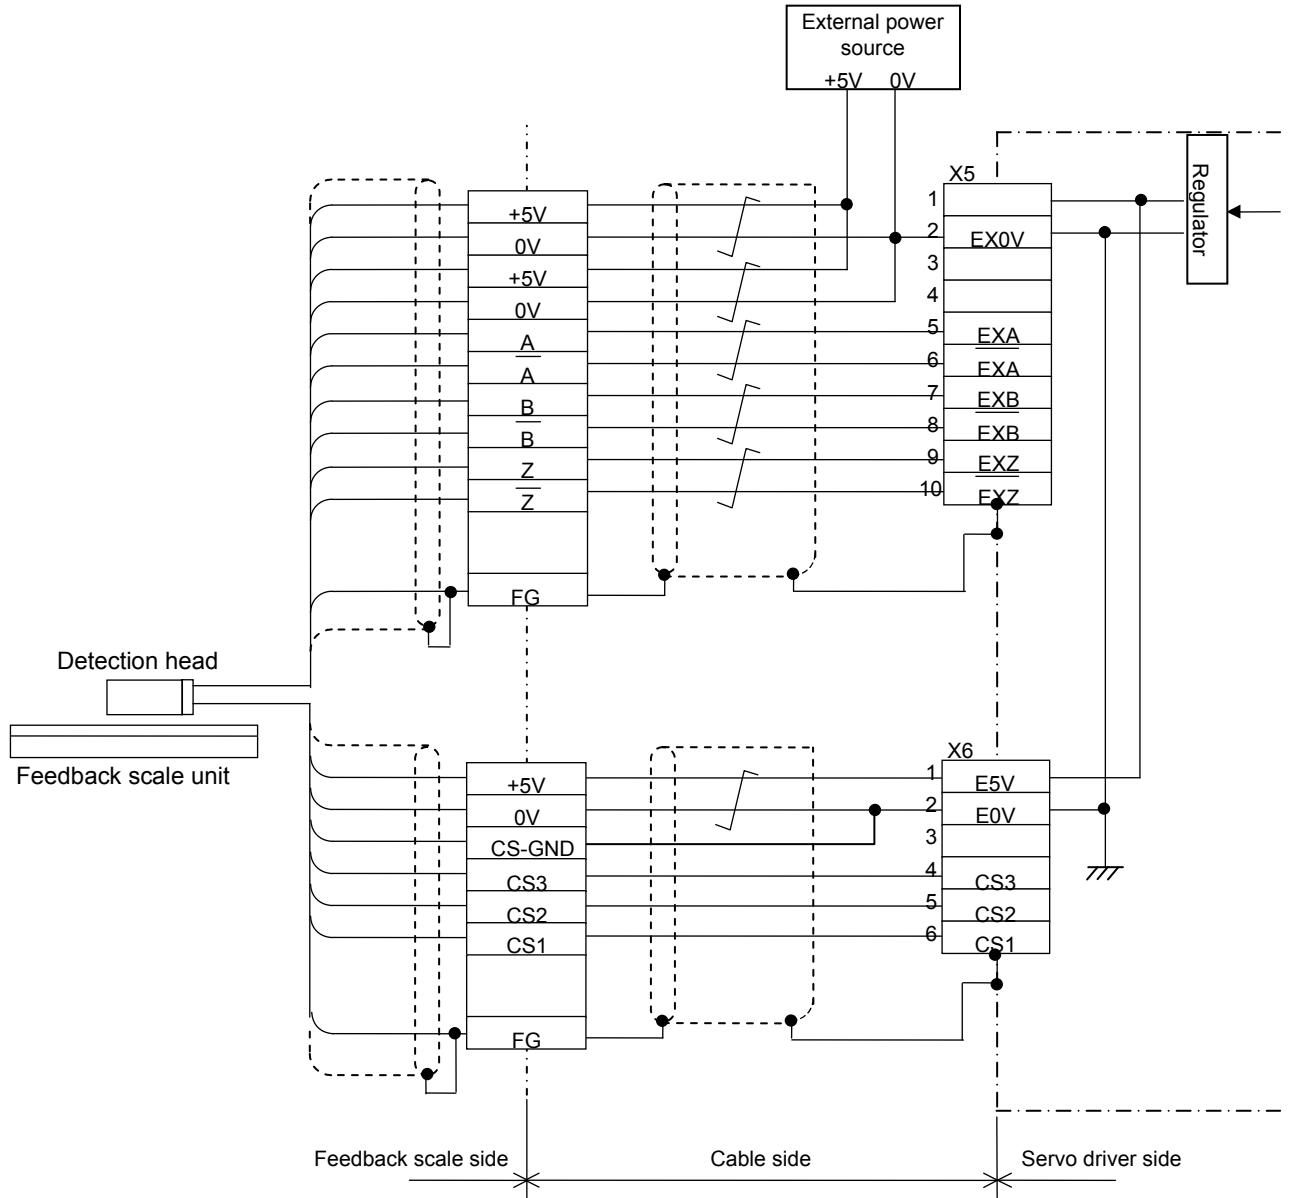 External power
source
+5V 0V
X5
Regulator
1
+5V
2
EX0V
0V
3
+5V
4
0V
5
EXA
A
6
EXA
A
7
EXB
B
8
EXB
B
9
EXZ
Z
10
EXZ
Z
FG
Detection head
Feedback scale unit
X6
1
E5V
+5V
2
E0V
0V
3
CS-GND
4
CS3
CS3
5
CS2
CS2
6
CS1
CS1
FG
Feedback scale side
Cable side
Servo driver side